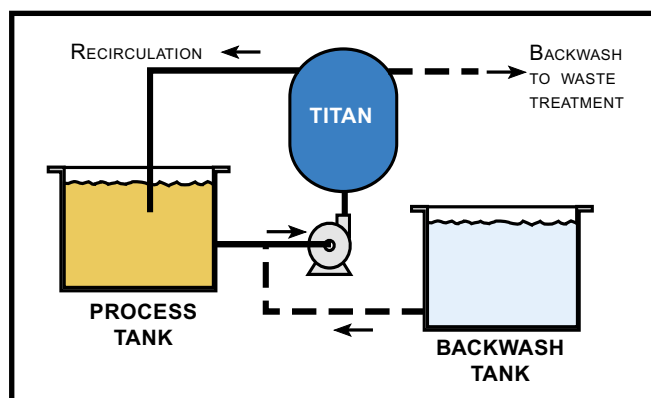 RECIRCULATION
BACKWASH
TO WASTE
TREATMENT
TITAN
PROCESS
TANK
BACKWASH
TANK